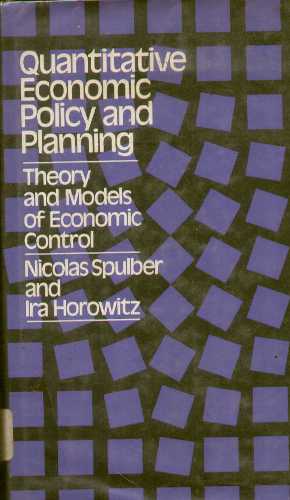 Quantitative
Economic
Policy and
Planning
Theory
and Models
of Economic
Control
Nicolas Spulber
and
Ira Horowitz